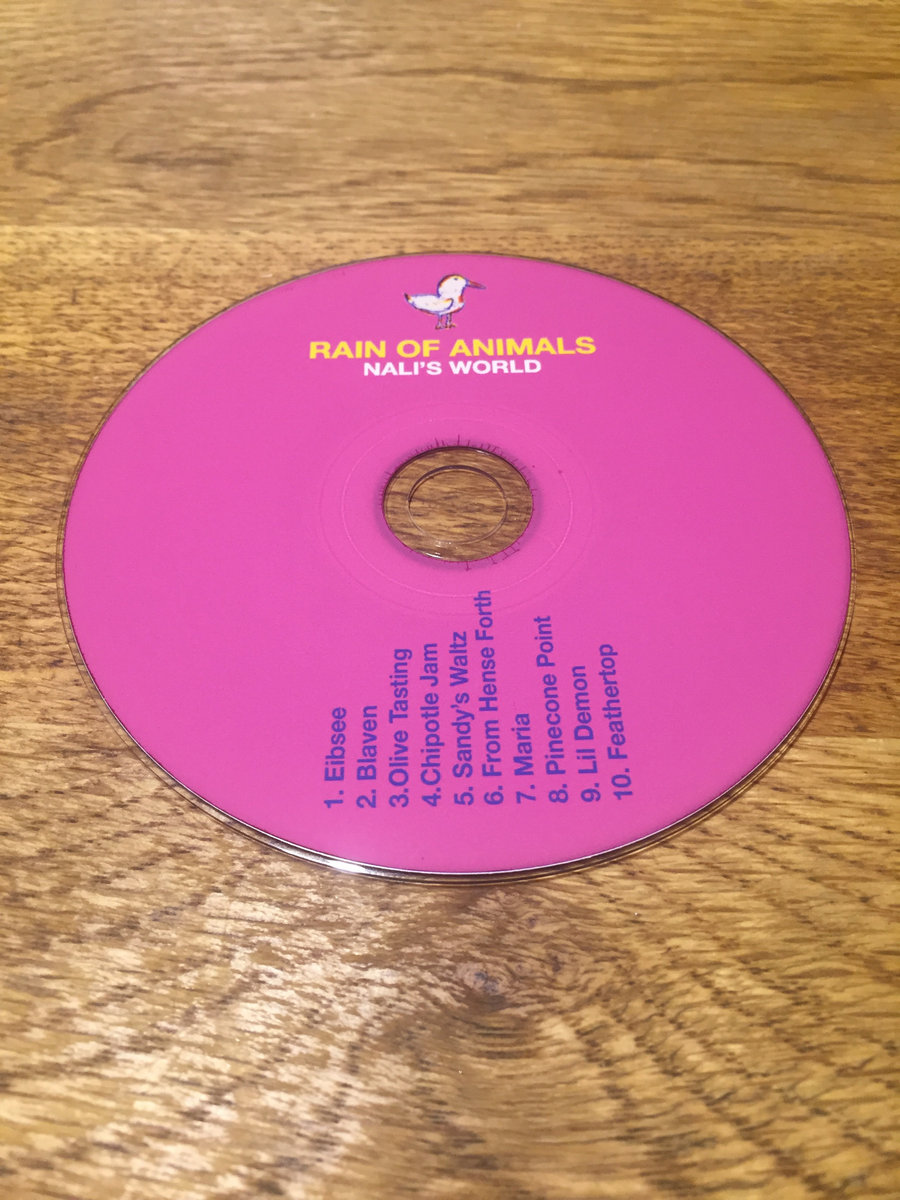 RAIN OF ANIMALS
NALI'S WORLD
1. Eibsee
2. Blaven
3.Olive Tasting
4.Chipotle Jam
5. Sandy's Waltz
6. From Hense Forth
7. Maria
8. Pinecone Point
9. Lil Demon
10. Feathertop